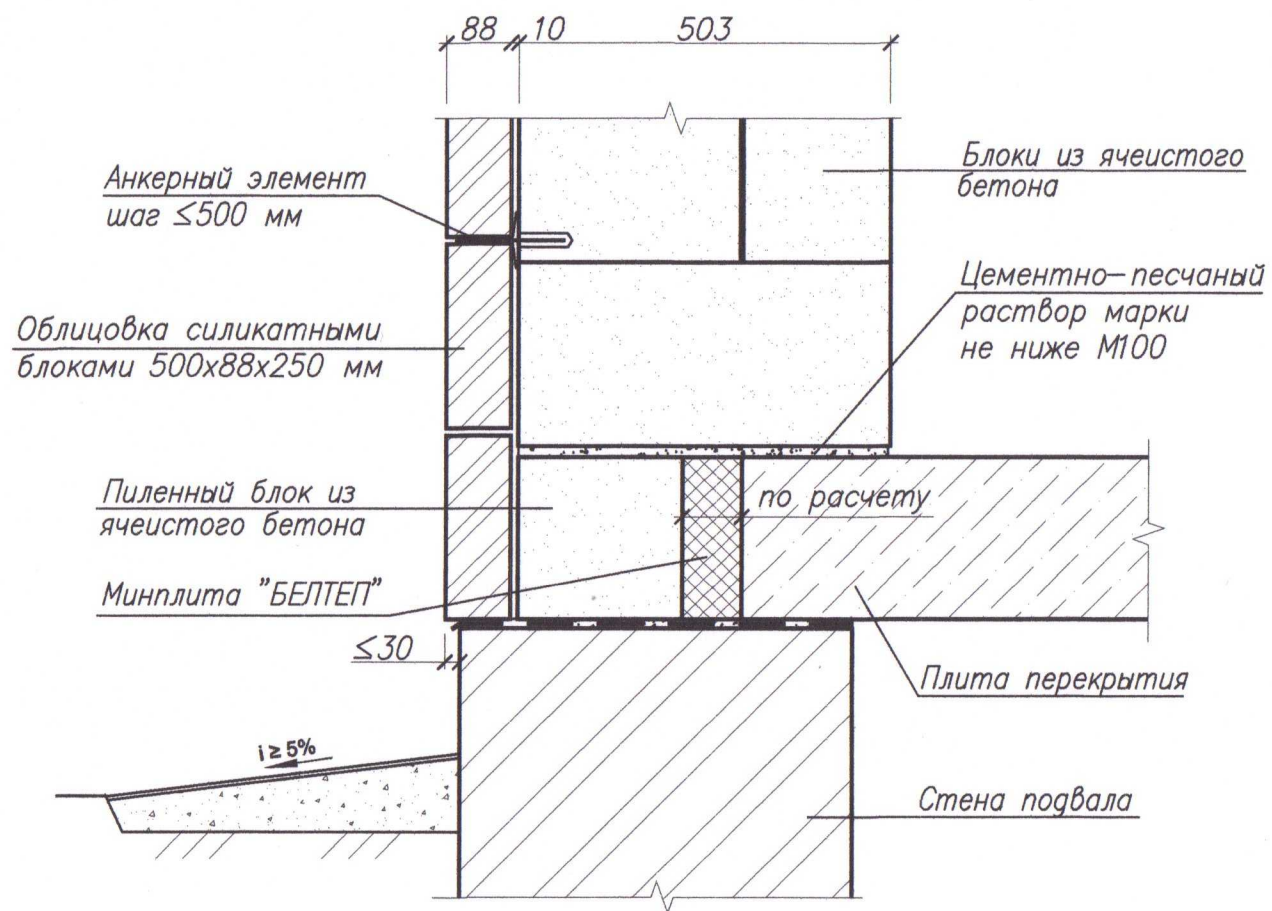 88 10 503
Анкерный элемент
шаг ≤500 мм
Блоки из ячеистого
бетона
Облицовка силикатными
блоками 500х88х250 мм
Цементно-песчаный
раствор марки
не ниже М100
Пиленный блок из
ячеистого бетона
по расчету
Минплита "БЕЛТЕП"
≤30
Плита перекрытия
i ≥ 5%
Стена подвала